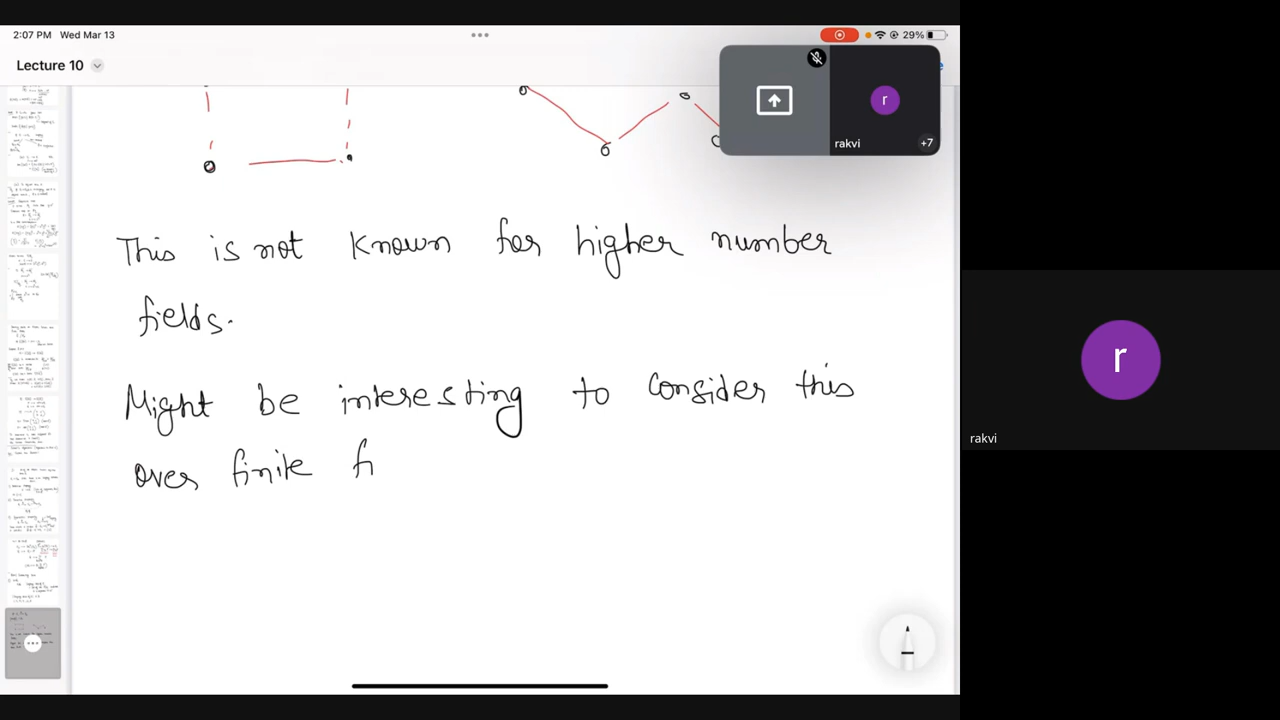 2:07 PM Wed Mar 13
29%
Lecture 10
r
rakvi
+7
This is not known for higher number
fields.
Might be interesting to consider this
over finite fi
r
rakvi